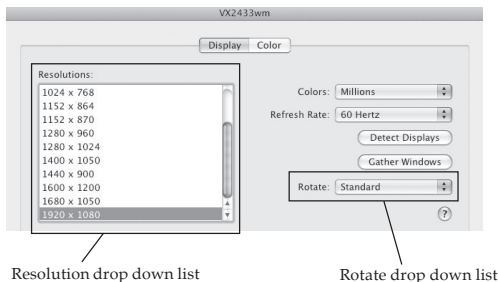 VX2433wm
Display Color
Resolutions:
1024 x 768
1152 x 864
1152 x 870
1280 x 960
1280 x 1024
1400 x 1050
1440 x 900
1600 x 1200
1680 x 1050
1920 x 1080
Colors: Millions
Refresh Rate: 60 Hertz
Detect Displays
Gather Windows
Rotate: Standard
?
Resolution drop down list
Rotate drop down list